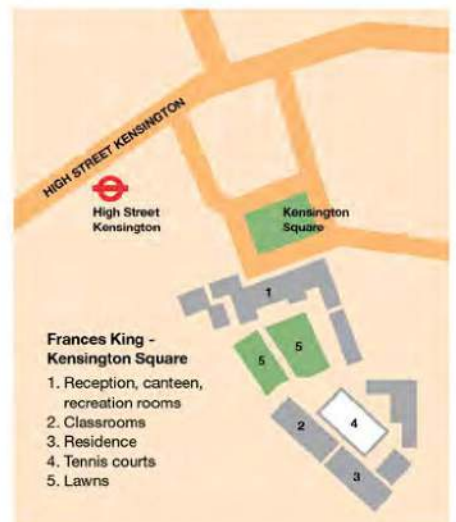 HIGH STREET KENSINGTON
High Street
Kensington
Kensington
Square
1
Frances King -
Kensington Square
1. Reception, canteen,
recreation rooms
2. Classrooms
3. Residence
4. Tennis courts
5. Lawns
5
5
2
4
3